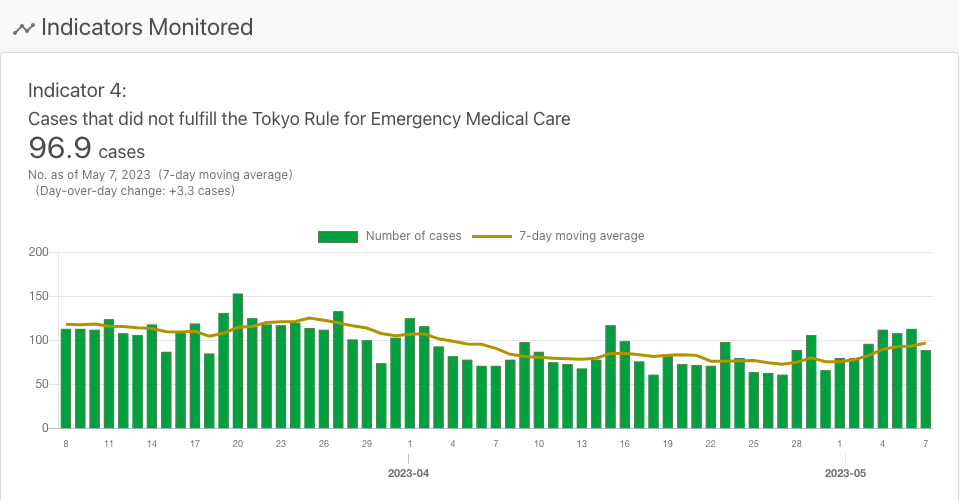 Indicators Monitored
Indicator 4:
Cases that did not fulfill the Tokyo Rule for Emergency Medical Care
96.9 cases
No. as of May 7, 2023 (7-day moving average)
(Day-over-day change: +3.3 cases)
Number of cases 7-day moving average
200
150
100
50
0
8 11 14 17 20 23 26 29 1 4 7 10 13 16 19 22 25 28 1 4 7
2023-04 2023-05